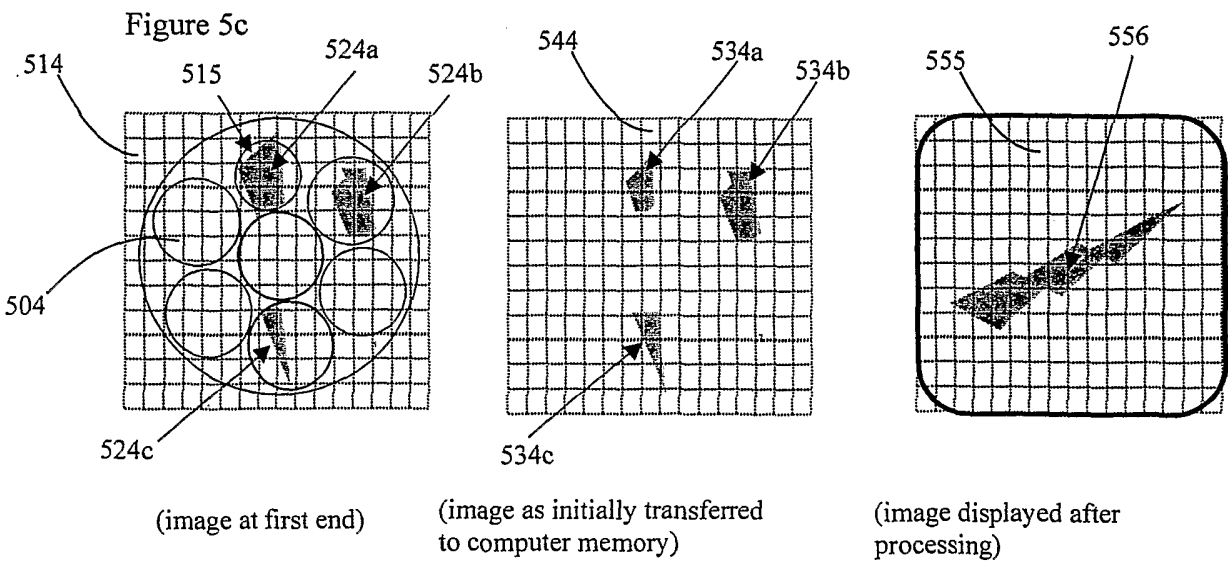 Figure 5c
514
515
524a
524b
544
534a
534b
555
556
504
524c
534c
(image at first end)
(image as initially transferred
to computer memory)
(image displayed after
processing)